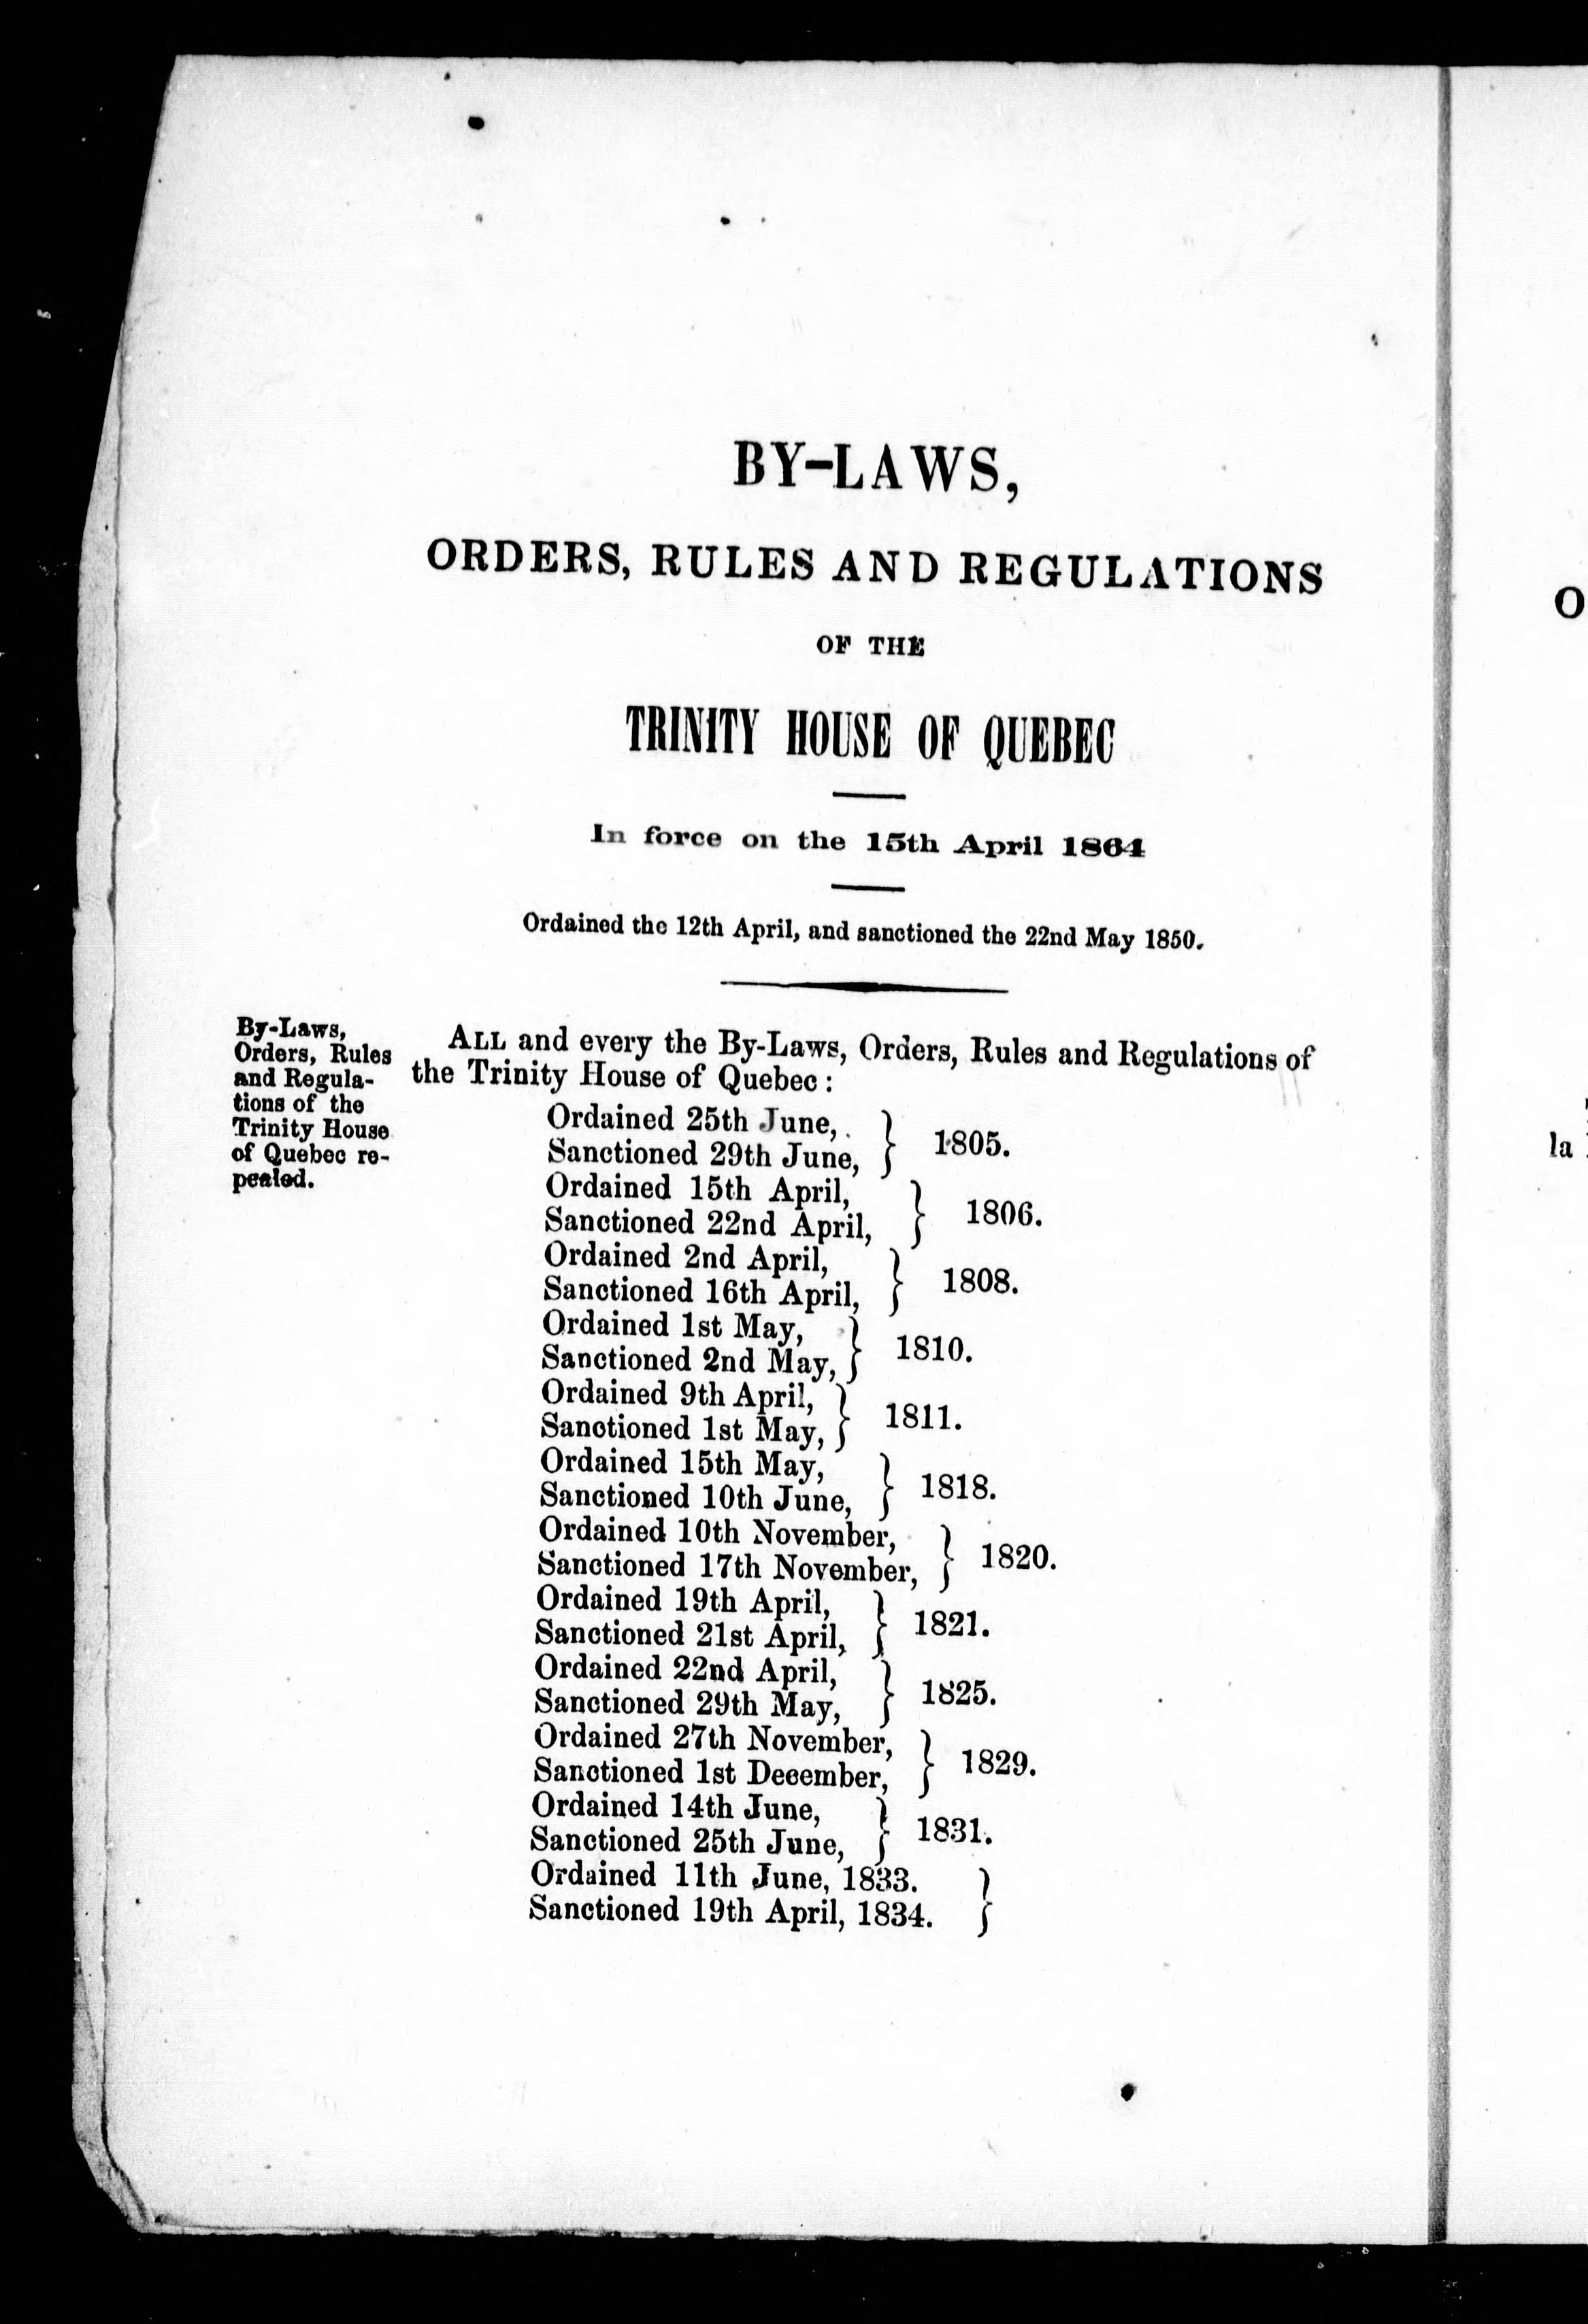 BY-LAWS,
ORDERS, RULES AND REGULATIONS
OF THE
TRINITY HOUSE OF QUEBEC
In force on the 15th April 1864
Ordained the 12th April, and sanctioned the 22nd May 1850.
By-Laws,
Orders, Rules
and Regula-
tions of the
Trinity House
of Quebec re-
pealed.
ALL and every the By-Laws, Orders, Rules and Regulations of
the Trinity House of Quebec:
Ordained 25th June,
Sanctioned 29th June, } 1805.
Ordained 15th April,
Sanctioned 22nd April, } 1806.
Ordained 2nd April,
Sanctioned 16th April, } 1808.
Ordained 1st May,
Sanctioned 2nd May, } 1810.
Ordained 9th April,
Sanctioned 1st May, } 1811.
Ordained 15th May,
Sanctioned 10th June, } 1818.
Ordained 10th November,
Sanctioned 17th November, } 1820.
Ordained 19th April,
Sanctioned 21st April, } 1821.
Ordained 22nd April,
Sanctioned 29th May, } 1825.
Ordained 27th November,
Sanctioned 1st December, } 1829.
Ordained 14th June,
Sanctioned 25th June, } 1831.
Ordained 11th June, 1833.
Sanctioned 19th April, 1834. }
O
la